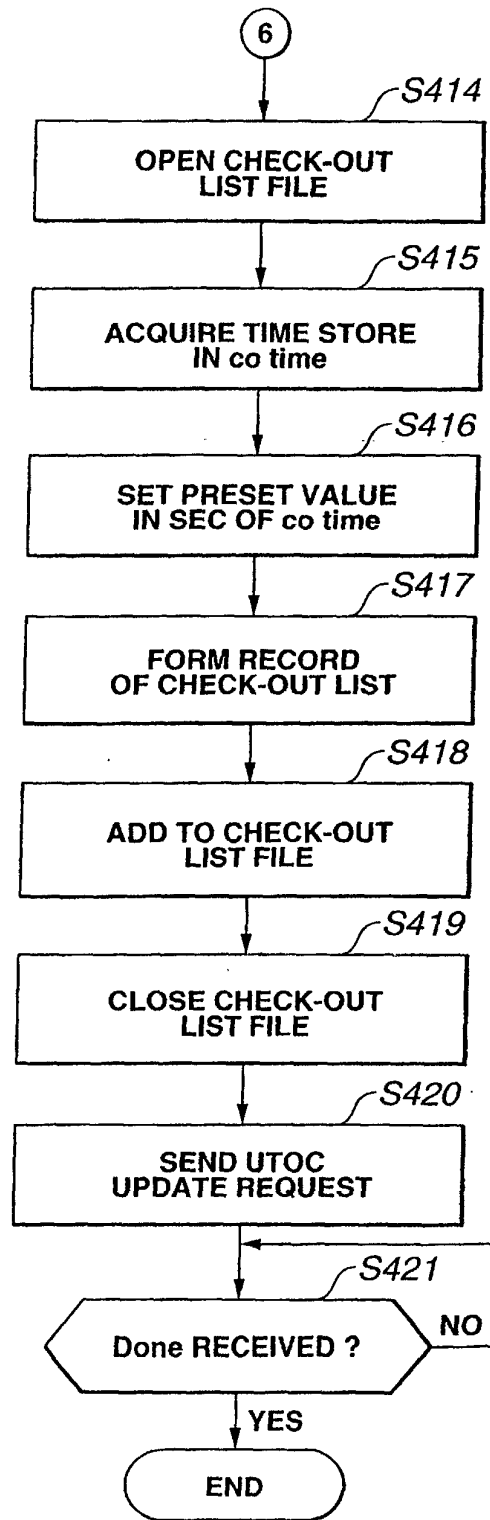 6
S414
OPEN CHECK-OUT
LIST FILE
S415
ACQUIRE TIME STORE
IN co time
S416
SET PRESET VALUE
IN SEC OF co time
S417
FORM RECORD
OF CHECK-OUT LIST
S418
ADD TO CHECK-OUT
LIST FILE
S419
CLOSE CHECK-OUT
LIST FILE
S420
SEND UTOC
UPDATE REQUEST
S421
Done RECEIVED ?
NO
YES
END